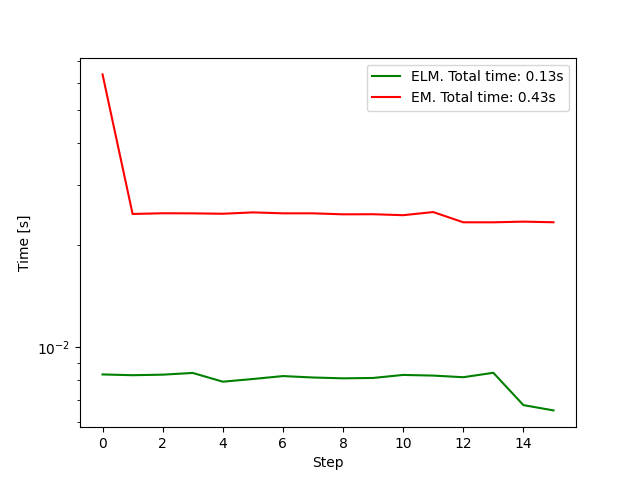 ELM. Total time: 0.13s
EM. Total time: 0.43s
Time [s]
10⁻²
0 2 4 6 8 10 12 14
Step